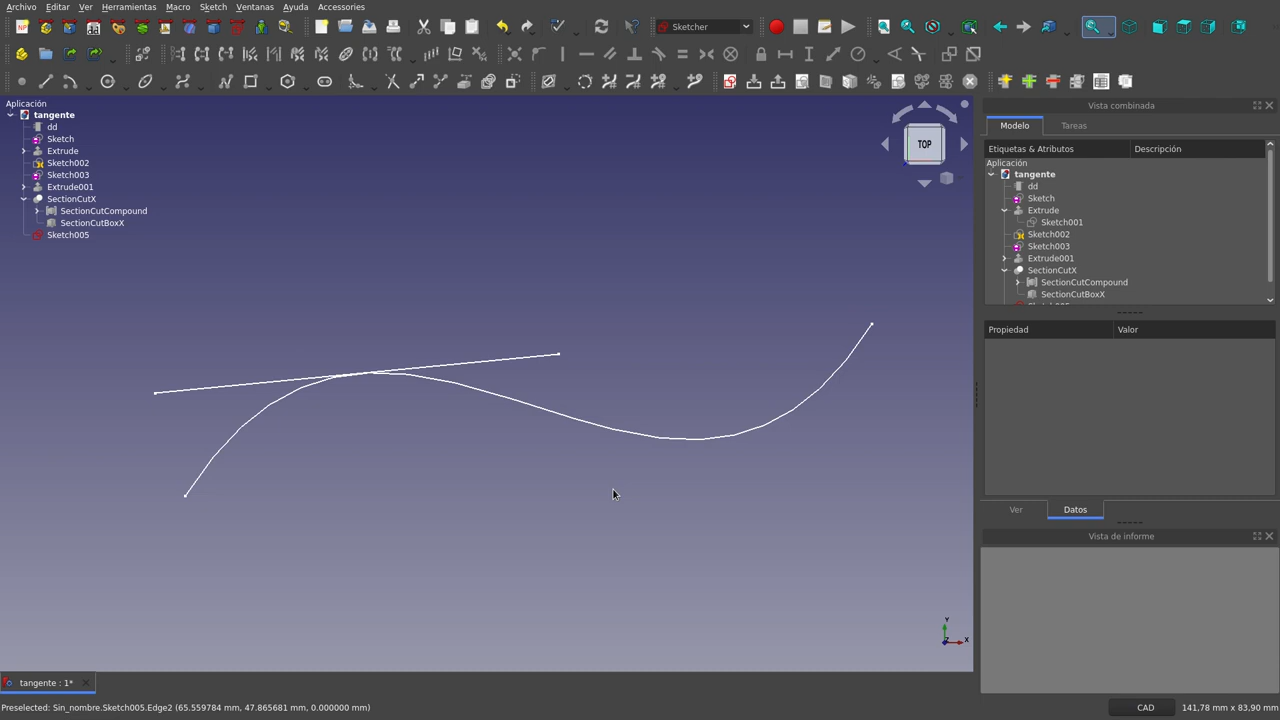 Archivo Editar Ver Herramientas Macro Sketch Ventanas Ayuda Accessories
Sketcher
Aplicación
tangente
dd
Sketch
Extrude
Sketch002
Sketch003
Extrude001
SectionCutX
SectionCutCompound
SectionCutBoxX
Sketch005
TOP
Y
Z
X
Vista combinada
Modelo Tareas
Etiquetas & Atributos Descripción
Aplicación
tangente
dd
Sketch
Extrude
Sketch001
Sketch002
Sketch003
Extrude001
SectionCutX
SectionCutCompound
SectionCutBoxX
Sketch005
Propiedad Valor
Ver Datos
Vista de informe
tangente : 1*
Preselected: Sin_nombre.Sketch005.Edge2 (65.559784 mm, 47.865681 mm, 0.000000 mm)
CAD 141,78 mm x 83,90 mm